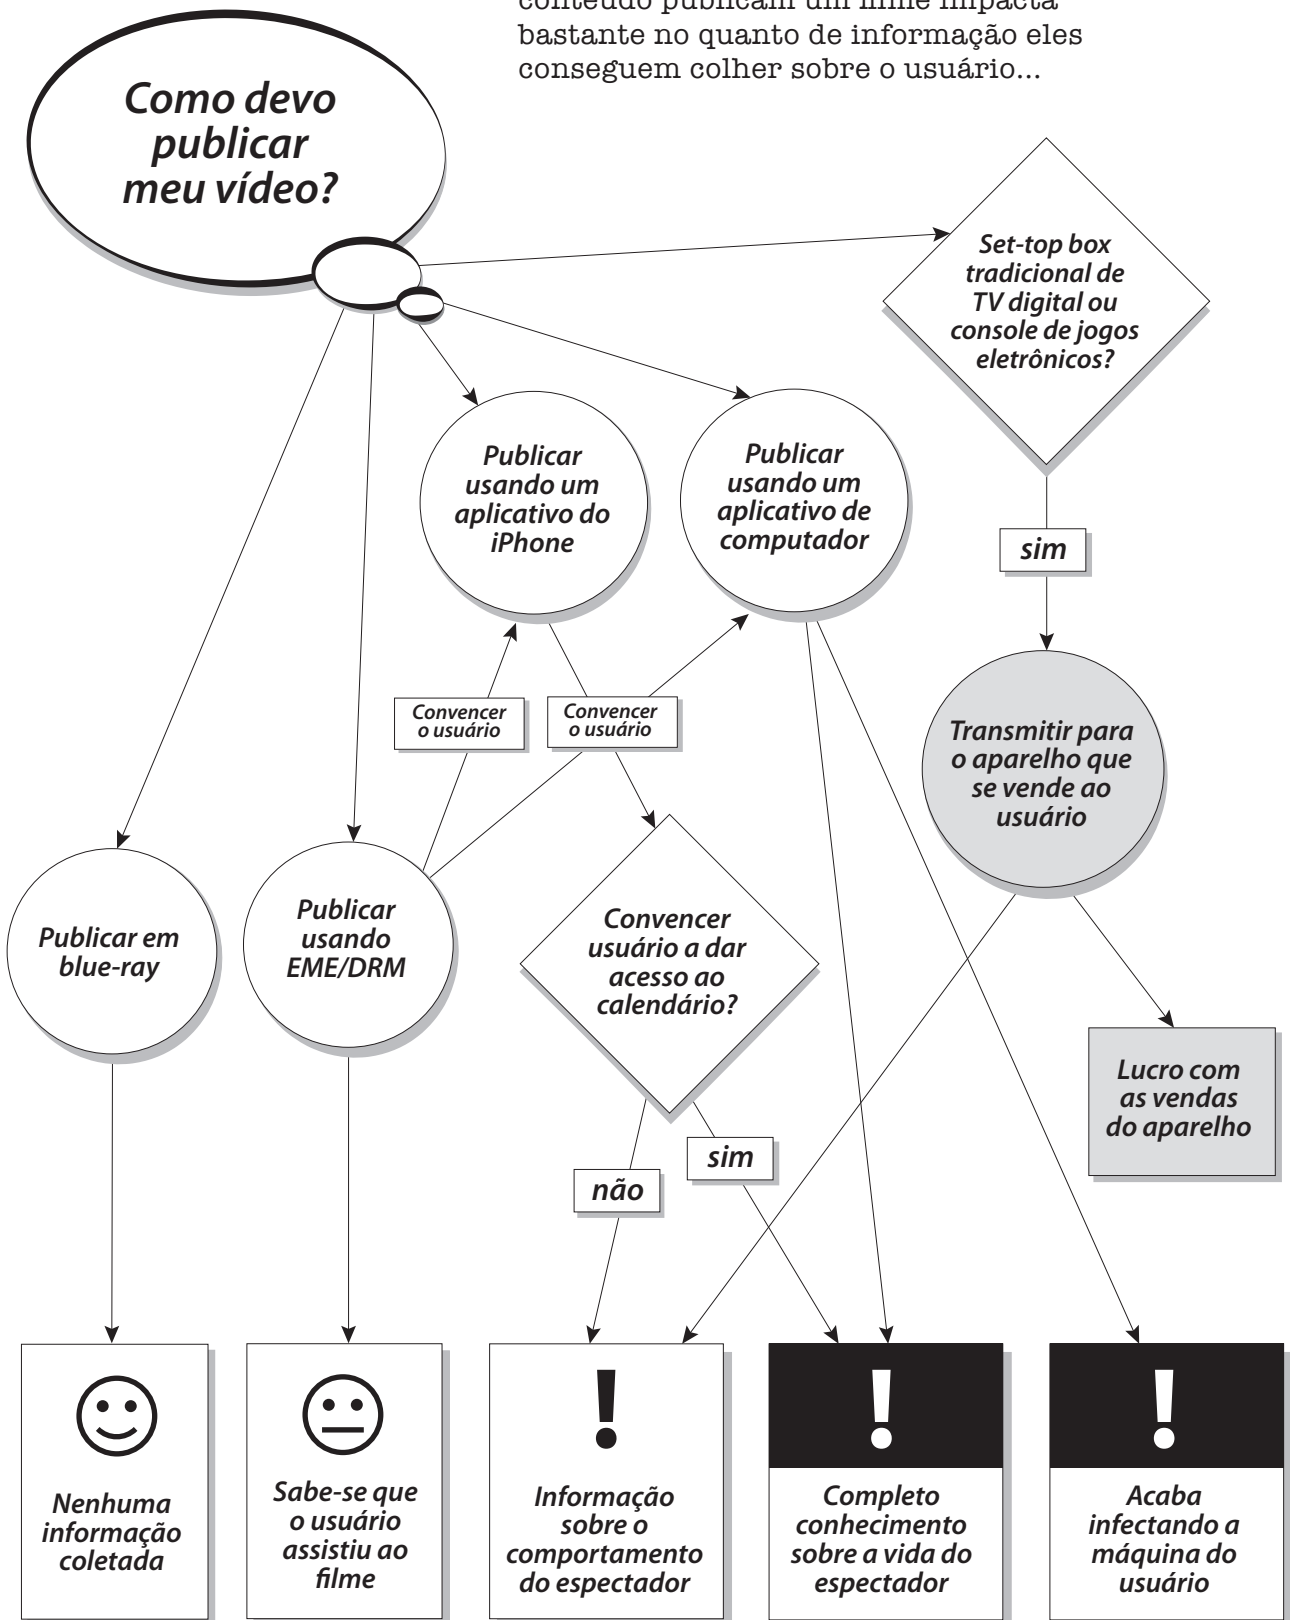 conteúdo publicam um filme impacta
bastante no quanto de informação eles
conseguem colher sobre o usuário...
Como devo
publicar
meu vídeo?
Set-top box
tradicional de
TV digital ou
console de jogos
eletrônicos?
Publicar
usando um
aplicativo do
iPhone
Publicar
usando um
aplicativo de
computador
sim
Convencer
o usuário
Convencer
o usuário
Transmitir para
o aparelho que
se vende ao
usuário
Publicar em
blue-ray
Publicar
usando
EME/DRM
Convencer
usuário a dar
acesso ao
calendário?
Lucro com
as vendas
do aparelho
sim
não
Nenhuma
informação
coletada
Sabe-se que
o usuário
assistiu ao
filme
!
Informação
sobre o
comportamento
do espectador
!
Completo
conhecimento
sobre a vida do
espectador
!
Acaba
infectando a
máquina do
usuário